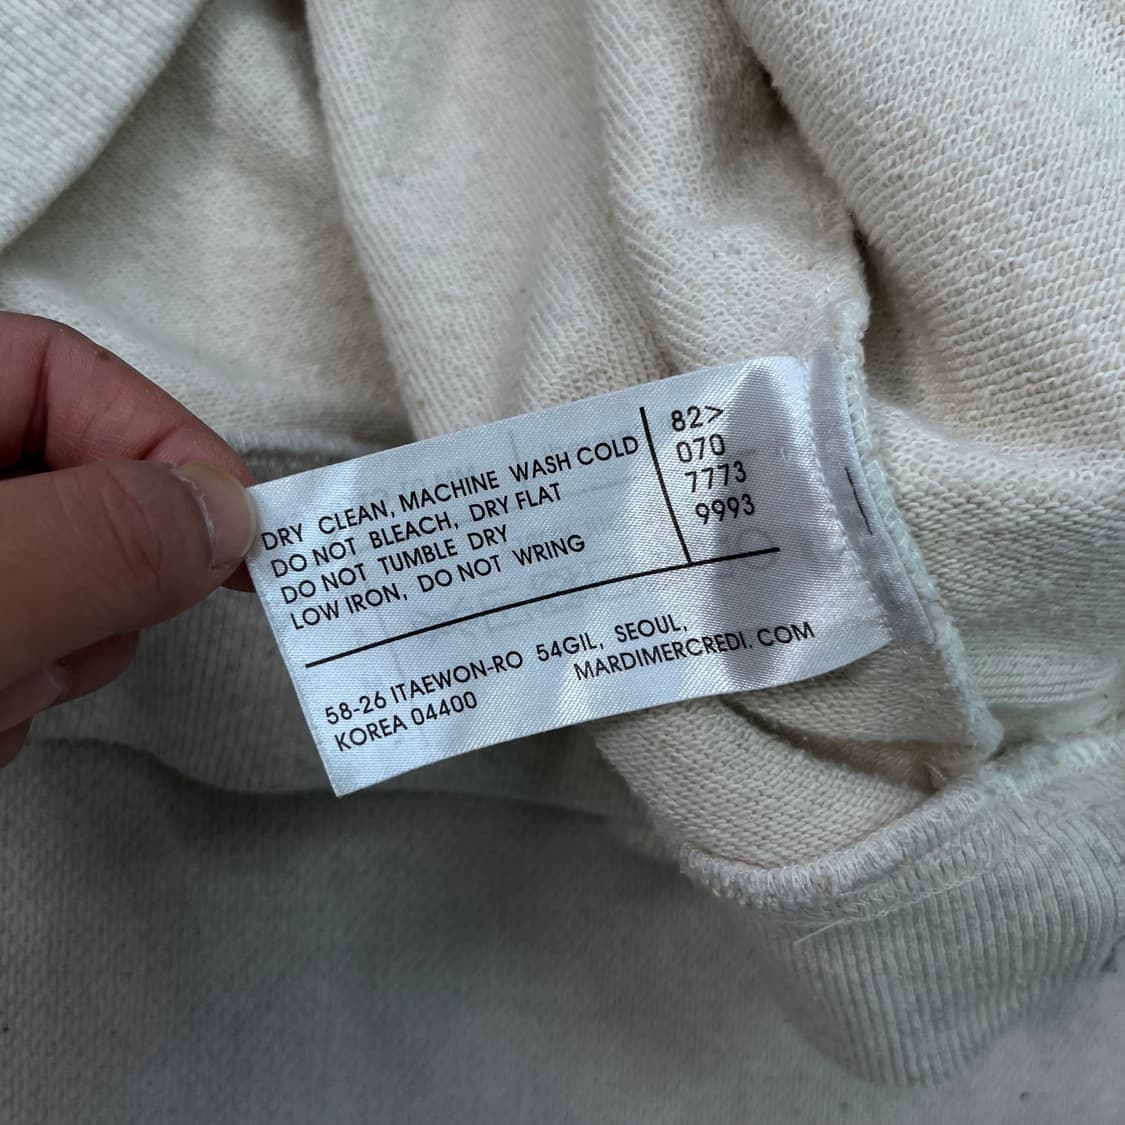 DRY CLEAN, MACHINE WASH COLD
DO NOT BLEACH, DRY FLAT
DO NOT TUMBLE DRY
LOW IRON, DO NOT WRING
82>
070
7773
9993
58-26 ITAEWON-RO 54GIL, SEOUL,
KOREA 04400
MARDIMERCREDI. COM